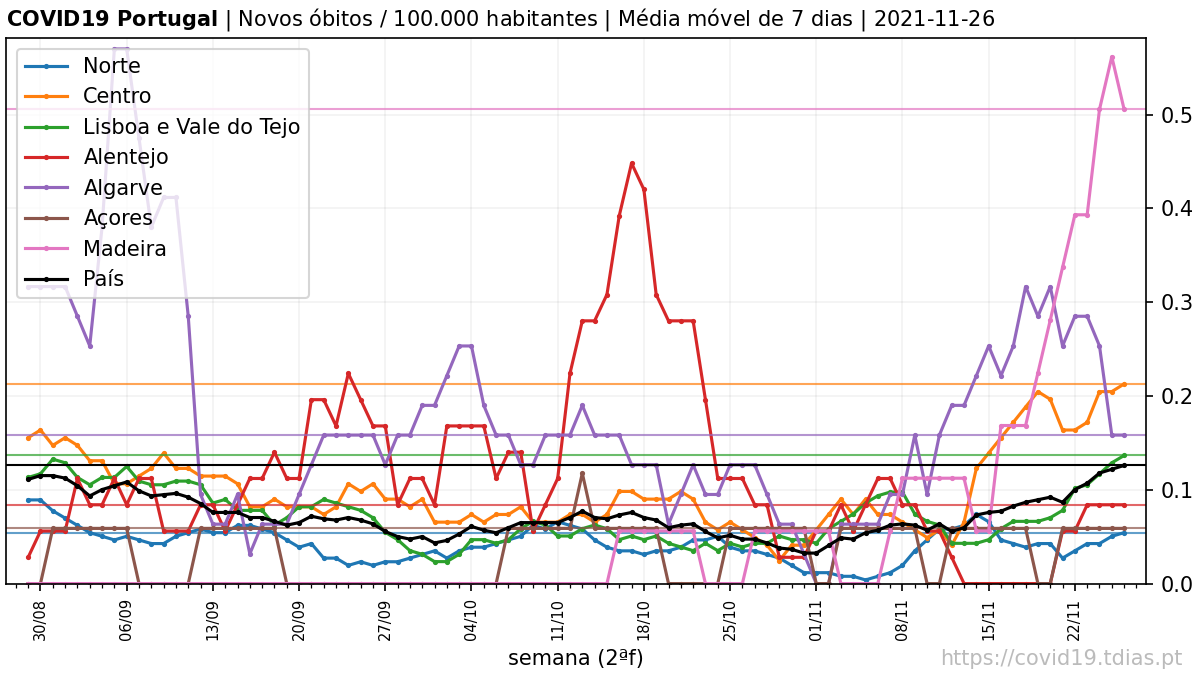 COVID19 Portugal | Novos óbitos / 100.000 habitantes | Média móvel de 7 dias | 2021-11-26
Norte
Centro
Lisboa e Vale do Tejo
Alentejo
Algarve
Açores
Madeira
País
0.5
0.4
0.3
0.2
0.1
0.0
30/08 06/09 13/09 20/09 27/09 04/10 11/10 18/10 25/10 01/11 08/11 15/11 22/11
semana (2ªf)
https://covid19.tdias.pt